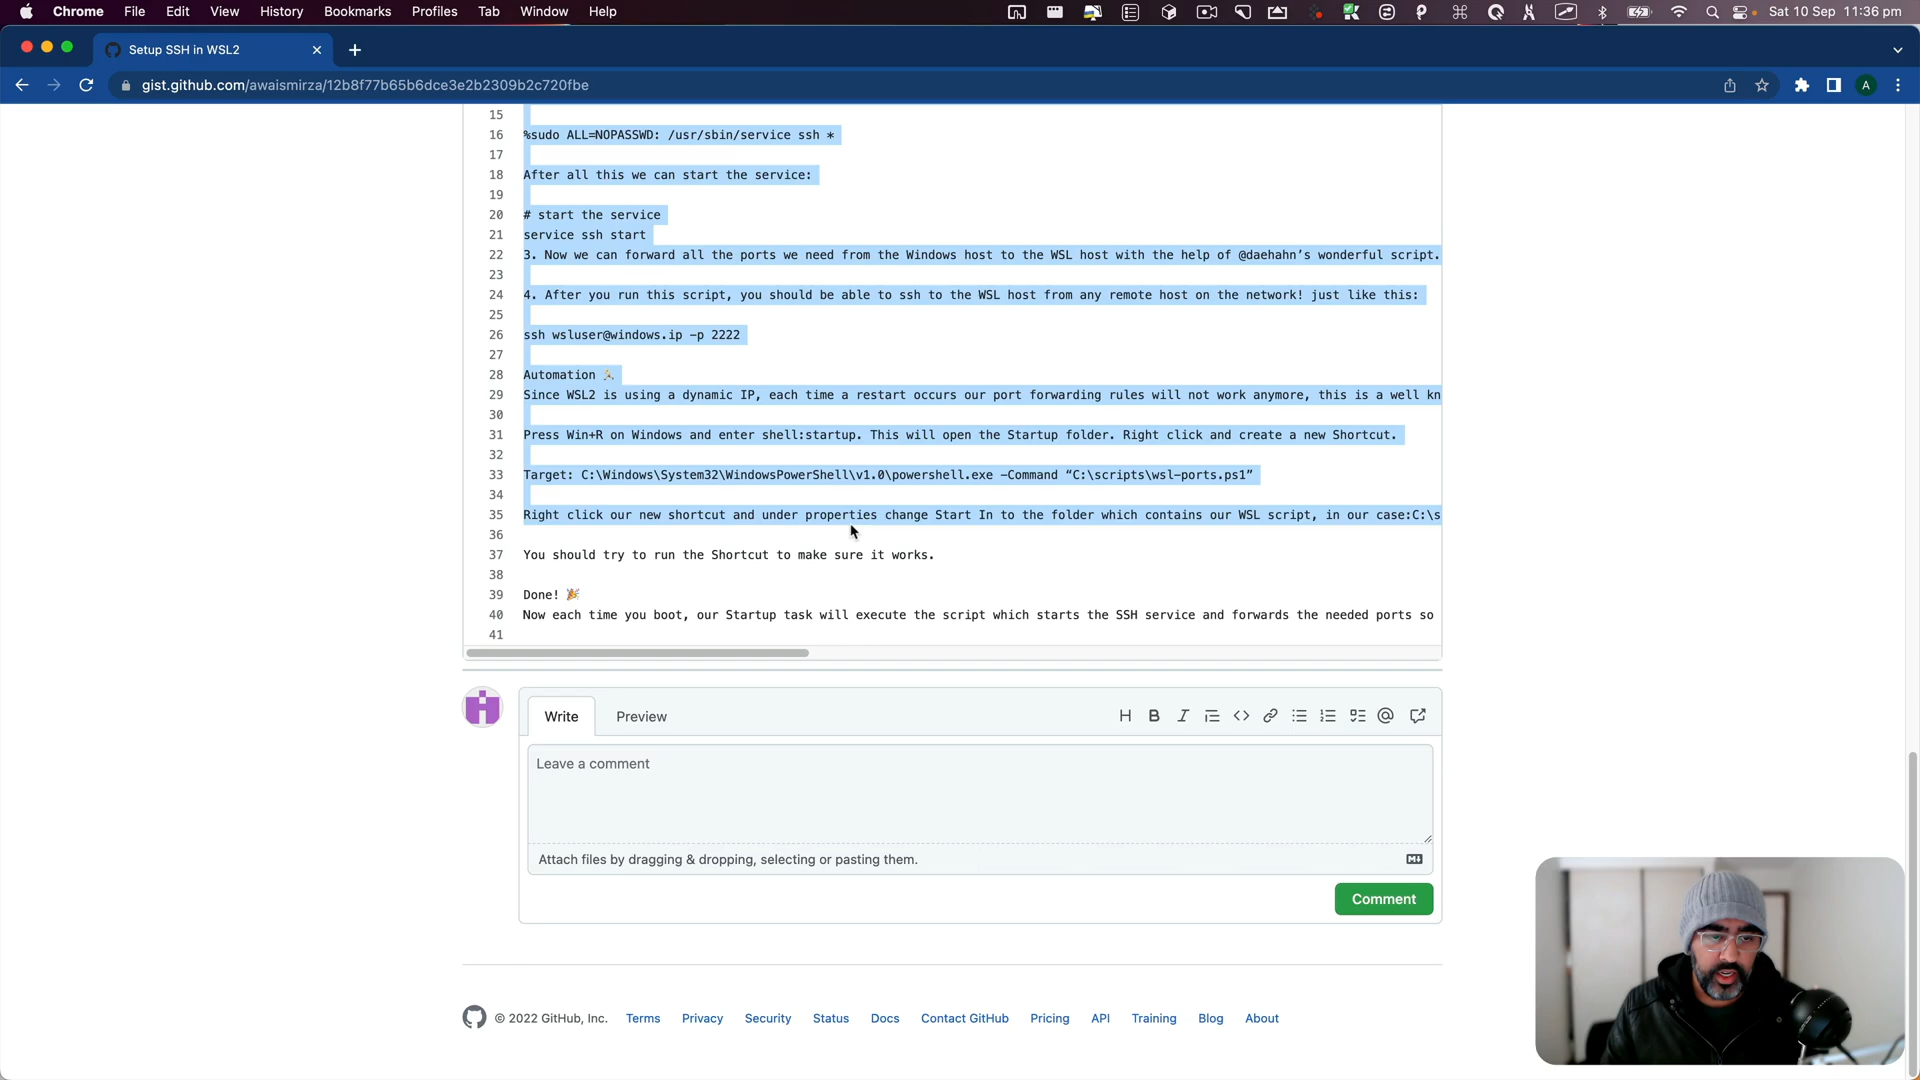 Chrome File Edit View History Bookmarks Profiles Tab Window Help Sat 10 Sep 11:36 pm
Setup SSH in WSL2
gist.github.com/awaismirza/12b8f77b65b6dce3e2b2309b2c720fbe
A
15
16 %sudo ALL=NOPASSWD: /usr/sbin/service ssh *
17
18 After all this we can start the service:
19
20 # start the service
21 service ssh start
22 3. Now we can forward all the ports we need from the Windows host to the WSL host with the help of @daehahn’s wonderful script.
23
24 4. After you run this script, you should be able to ssh to the WSL host from any remote host on the network! just like this:
25
26 ssh wsluser@windows.ip -p 2222
27
28 Automation
29 Since WSL2 is using a dynamic IP, each time a restart occurs our port forwarding rules will not work anymore, this is a well kn
30
31 Press Win+R on Windows and enter shell:startup. This will open the Startup folder. Right click and create a new Shortcut.
32
33 Target: C:\Windows\System32\WindowsPowerShell\v1.0\powershell.exe -Command “C:\scripts\wsl-ports.ps1”
34
35 Right click our new shortcut and under properties change Start In to the folder which contains our WSL script, in our case:C:\s
36
37 You should try to run the Shortcut to make sure it works.
38
39 Done! 🎉
40 Now each time you boot, our Startup task will execute the script which starts the SSH service and forwards the needed ports so
41
Write Preview
Leave a comment
Attach files by dragging & dropping, selecting or pasting them.
Comment
© 2022 GitHub, Inc. Terms Privacy Security Status Docs Contact GitHub Pricing API Training Blog About